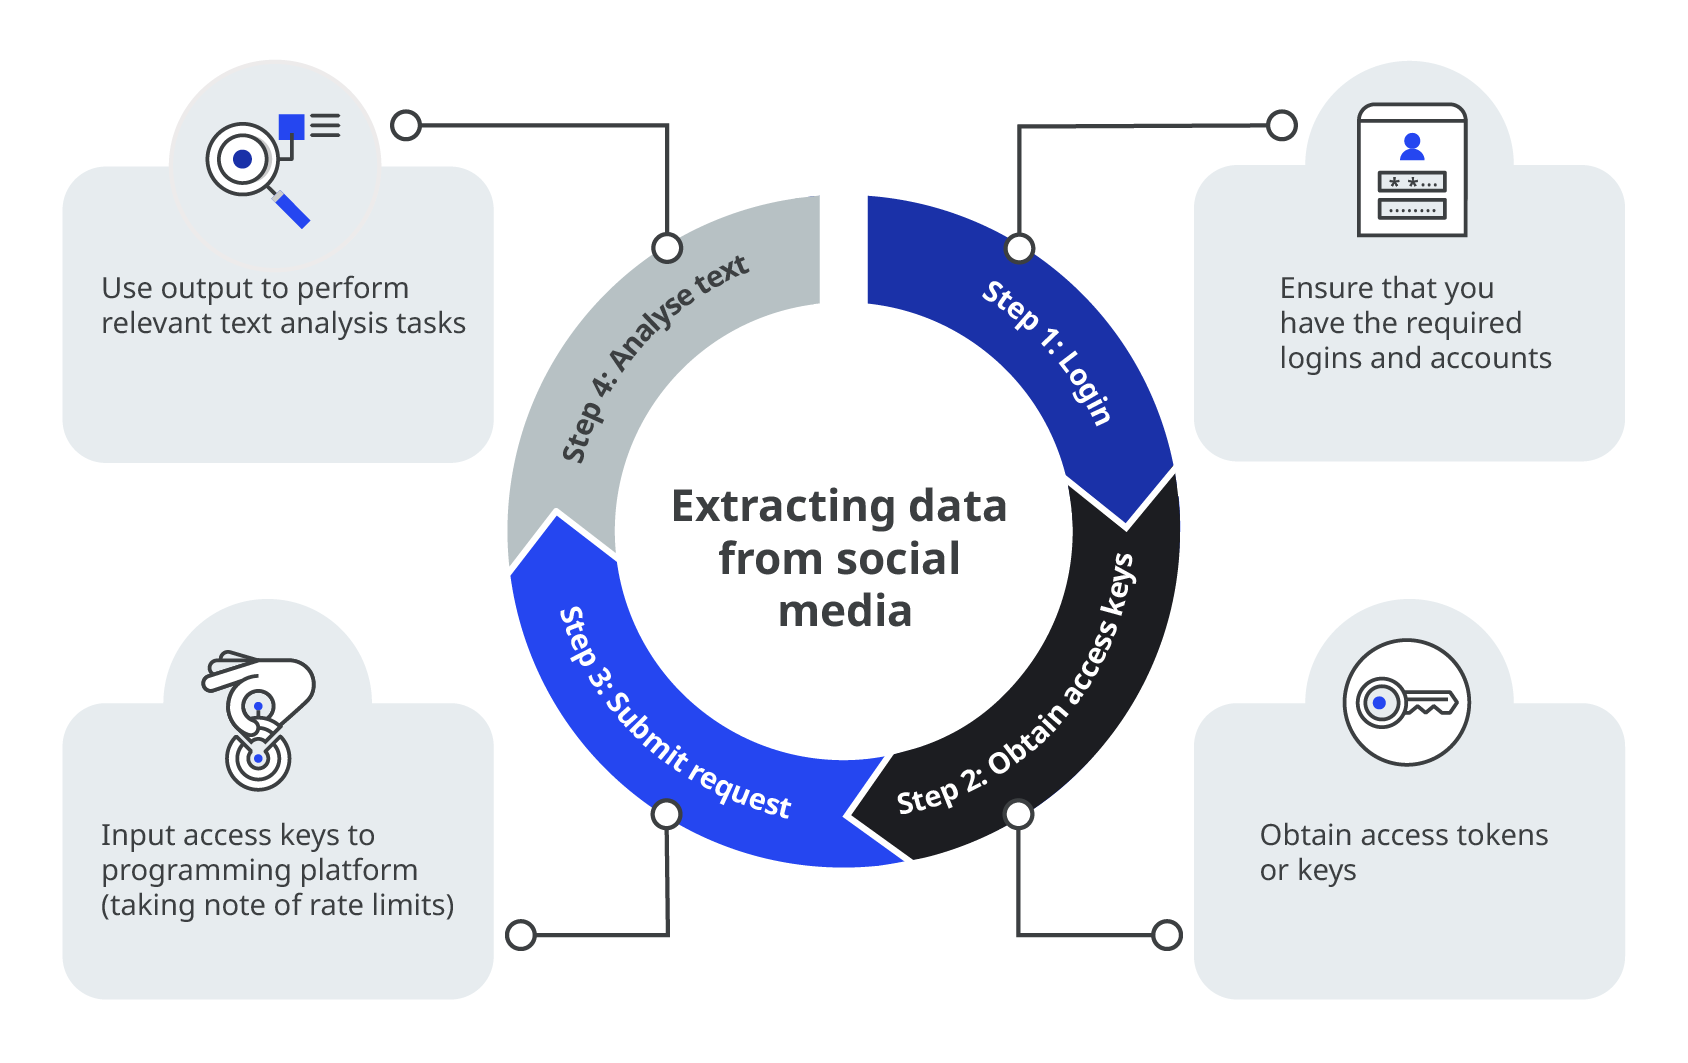 Extracting data
from social
media
Step 1: Login
Ensure that you
have the required
logins and accounts
* *...
........
Step 2: Obtain access keys
Obtain access tokens
or keys
Step 3: Submit request
Input access keys to
programming platform
(taking note of rate limits)
Step 4: Analyse text
Use output to perform
relevant text analysis tasks